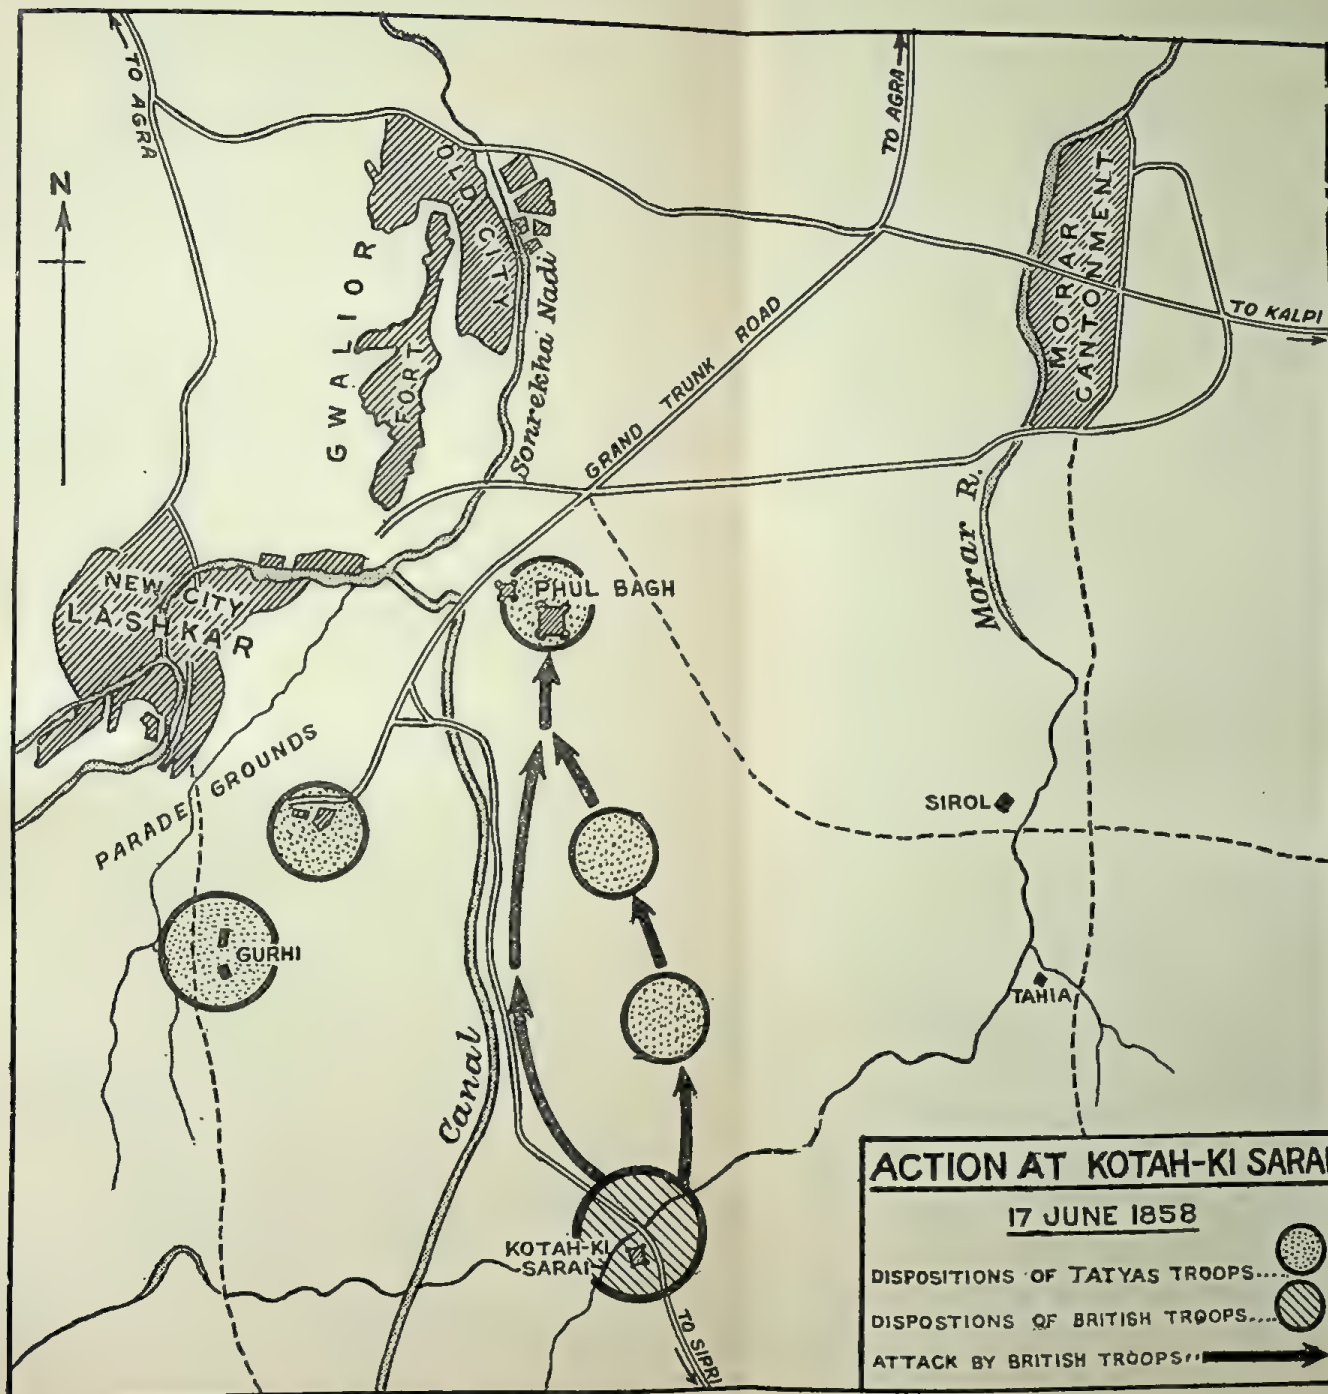 TO AGRA
N
GWALIOR
OLD CITY
FORT
Sonrekha Nadi
TO AGRA
GRAND TRUNK ROAD
MORAR
CANTONMENT
TO KALPI
Morar R.
NEW CITY
LASHKAR
PHUL BAGH
PARADE GROUNDS
SIROL
GURHI
TAHIA
Canal
KOTAH-KI
SARAI
TO SIPRI
ACTION AT KOTAH-KI SARAI
17 JUNE 1858
DISPOSITIONS OF TATYAS TROOPS....
DISPOSTIONS OF BRITISH TROOPS....
ATTACK BY BRITISH TROOPS..